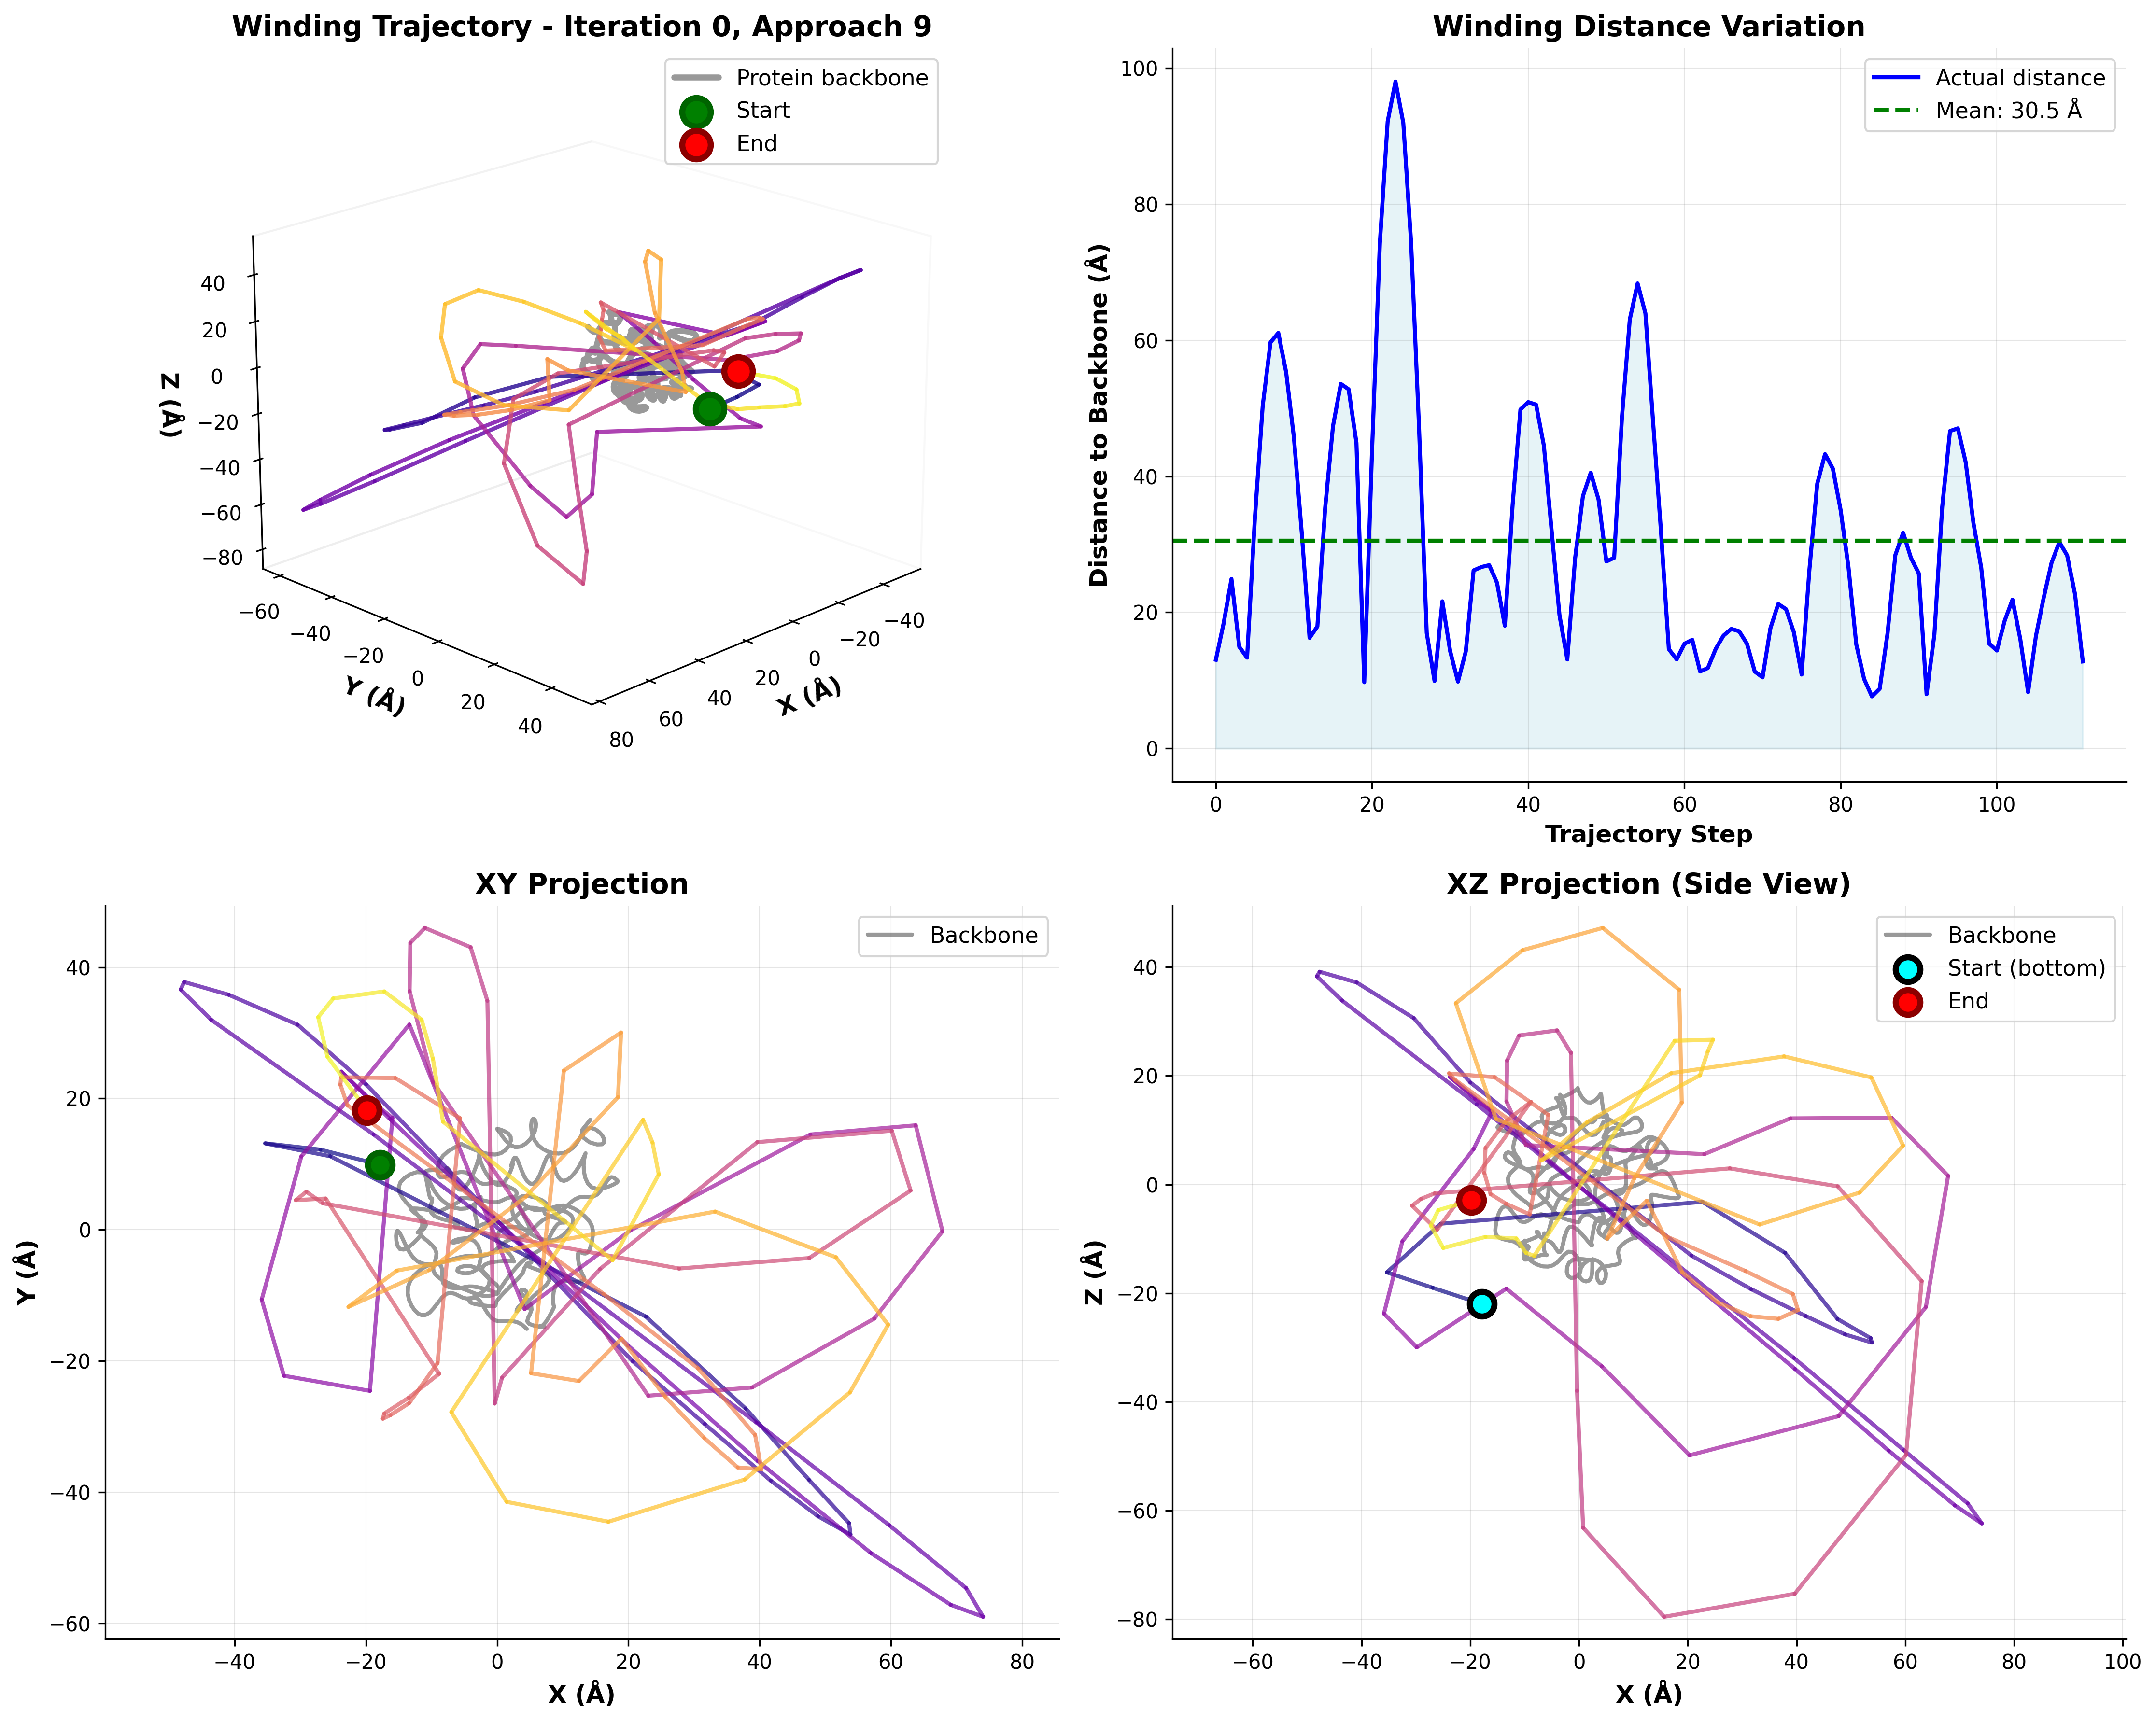 Winding Trajectory - Iteration 0, Approach 9
Protein backbone
Start
End
40
20
0
−20
−40
−60
−80
Z (Å)
−60
−40
−20
0
20
40
Y (Å)
80
60
40
20
0
−20
−40
X (Å)
Winding Distance Variation
Actual distance
Mean: 30.5 Å
100
80
60
40
20
0
Distance to Backbone (Å)
0
20
40
60
80
100
Trajectory Step
XY Projection
Backbone
40
20
0
−20
−40
−60
Y (Å)
−40
−20
0
20
40
60
80
X (Å)
XZ Projection (Side View)
Backbone
Start (bottom)
End
40
20
0
−20
−40
−60
−80
Z (Å)
−60
−40
−20
0
20
40
60
80
100
X (Å)